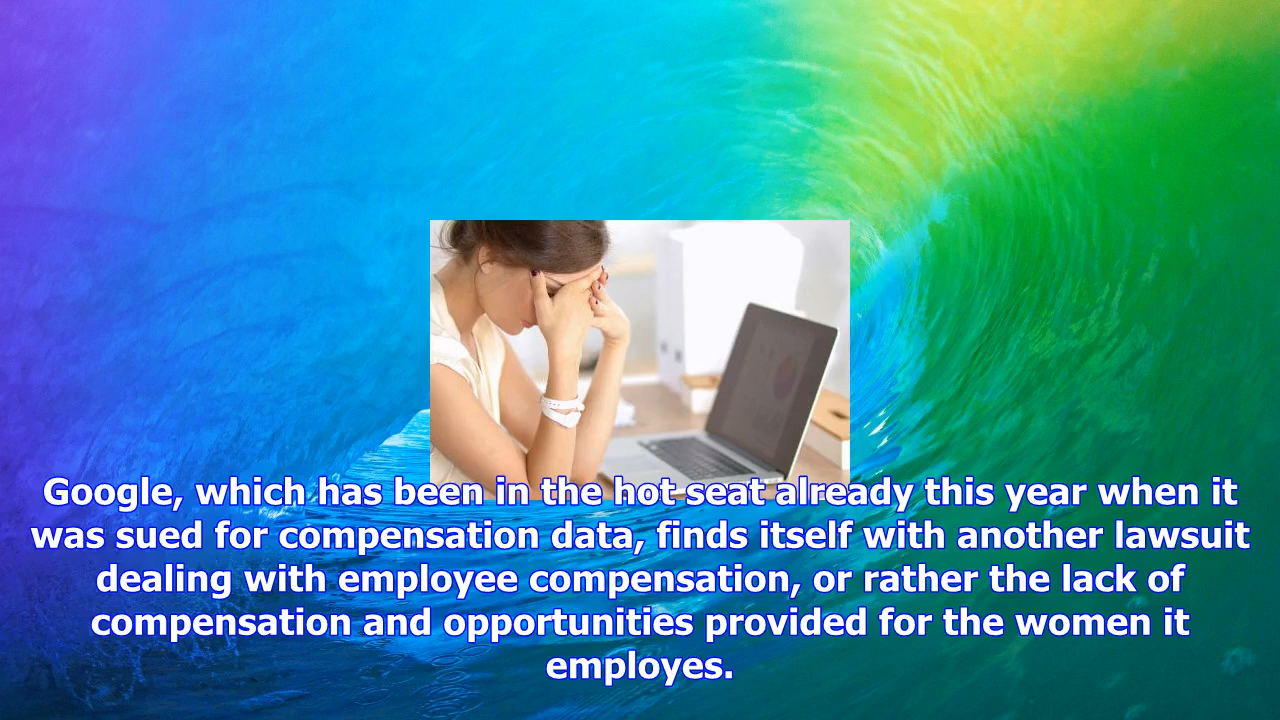 Google, which has been in the hot seat already this year when it
was sued for compensation data, finds itself with another lawsuit
dealing with employee compensation, or rather the lack of
compensation and opportunities provided for the women it
employes.